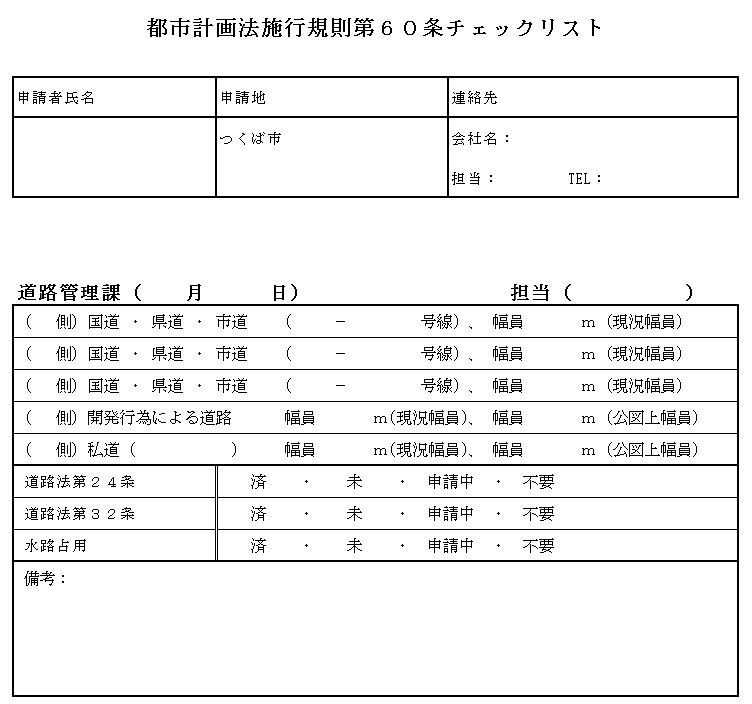 都市計画法施行規則第６０条チェックリスト
申請者氏名 申請地 連絡先
つくば市 会社名：
担当： TEL：
道路管理課（ 月 日） 担当（ ）
（ 側）国道 ・ 県道 ・ 市道 （ － 号線）、 幅員 ｍ（現況幅員）
（ 側）国道 ・ 県道 ・ 市道 （ － 号線）、 幅員 ｍ（現況幅員）
（ 側）国道 ・ 県道 ・ 市道 （ － 号線）、 幅員 ｍ（現況幅員）
（ 側）開発行為による道路 幅員 ｍ（現況幅員）、 幅員 ｍ（公図上幅員）
（ 側）私道（ ） 幅員 ｍ（現況幅員）、 幅員 ｍ（公図上幅員）
道路法第２４条 済 ・ 未 ・ 申請中 ・ 不要
道路法第３２条 済 ・ 未 ・ 申請中 ・ 不要
水路占用 済 ・ 未 ・ 申請中 ・ 不要
備考：